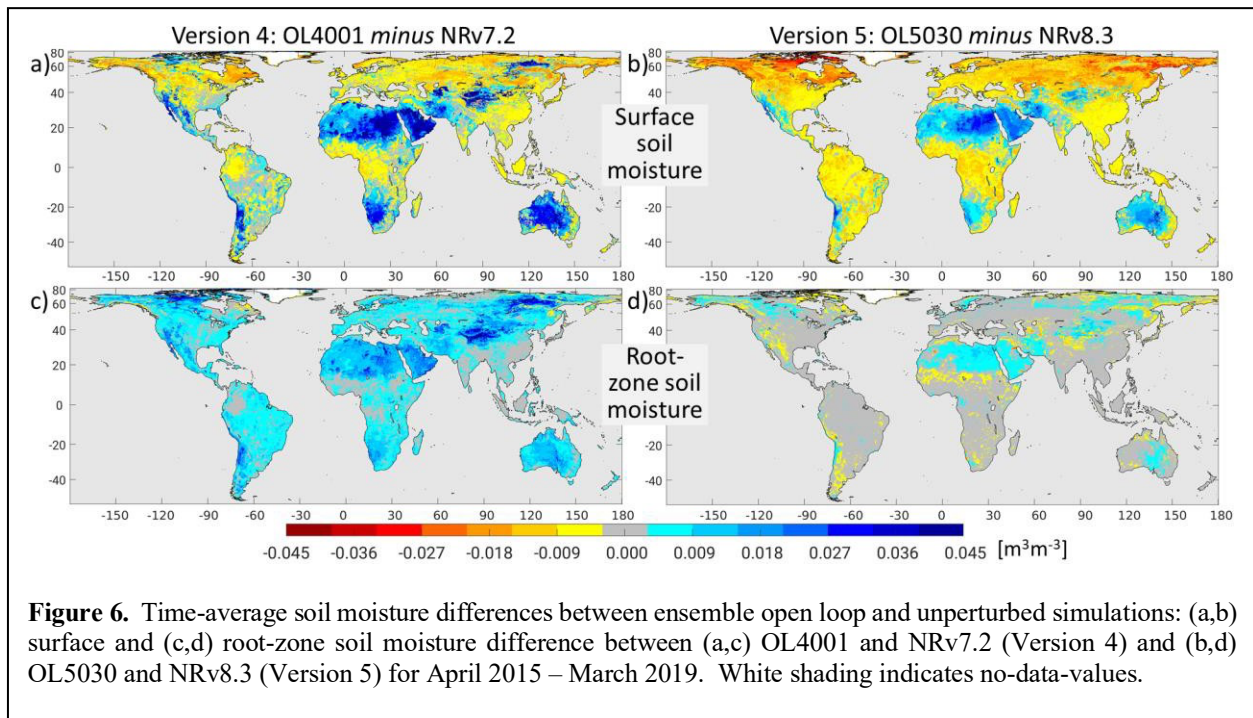 Version 4: OL4001 minus NRv7.2
Version 5: OL5030 minus NRv8.3
a)
80
60
40
20
0
-20
-40
-150 -120 -90 -60 -30 0 30 60 90 120 150 180
Surface
soil
moisture
b)
80
60
40
20
0
-20
-40
-150 -120 -90 -60 -30 0 30 60 90 120 150 180
c)
80
60
40
20
0
-20
-40
-150 -120 -90 -60 -30 0 30 60 90 120 150 180
Root-
zone soil
moisture
d)
80
60
40
20
0
-20
-40
-150 -120 -90 -60 -30 0 30 60 90 120 150 180
-0.045 -0.036 -0.027 -0.018 -0.009 0.000 0.009 0.018 0.027 0.036 0.045 [m³m⁻³]
Figure 6. Time-average soil moisture differences between ensemble open loop and unperturbed simulations: (a,b)
surface and (c,d) root-zone soil moisture difference between (a,c) OL4001 and NRv7.2 (Version 4) and (b,d)
OL5030 and NRv8.3 (Version 5) for April 2015 – March 2019. White shading indicates no-data-values.